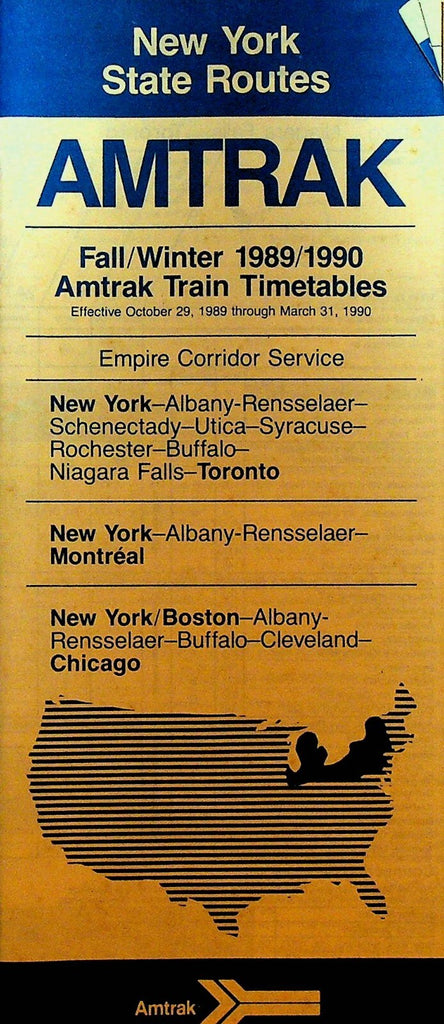 New York
State Routes
AMTRAK
Fall/Winter 1989/1990
Amtrak Train Timetables
Effective October 29, 1989 through March 31, 1990
Empire Corridor Service
New York–Albany-Rensselaer–
Schenectady–Utica–Syracuse–
Rochester–Buffalo–
Niagara Falls–Toronto
New York–Albany-Rensselaer–
Montréal
New York/Boston–Albany-
Rensselaer–Buffalo–Cleveland–
Chicago
Amtrak